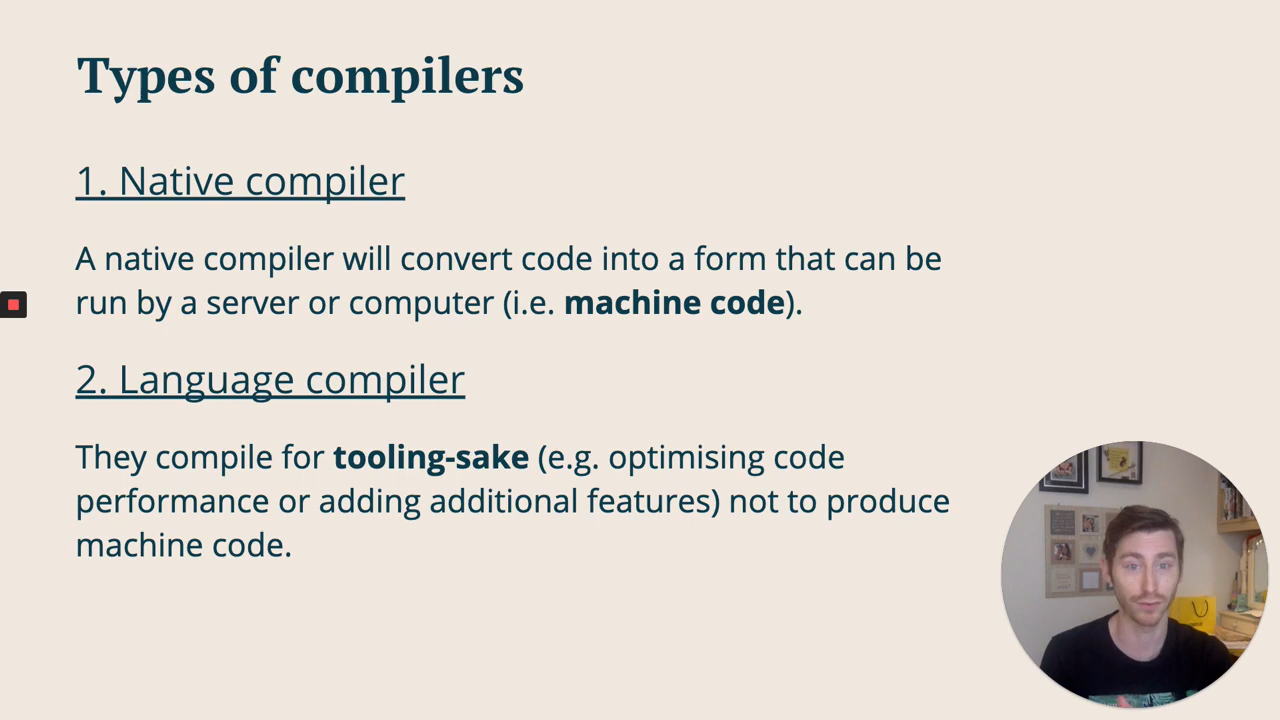 Types of compilers
1. Native compiler
A native compiler will convert code into a form that can be
run by a server or computer (i.e. machine code).
2. Language compiler
They compile for tooling-sake (e.g. optimising code
performance or adding additional features) not to produce
machine code.